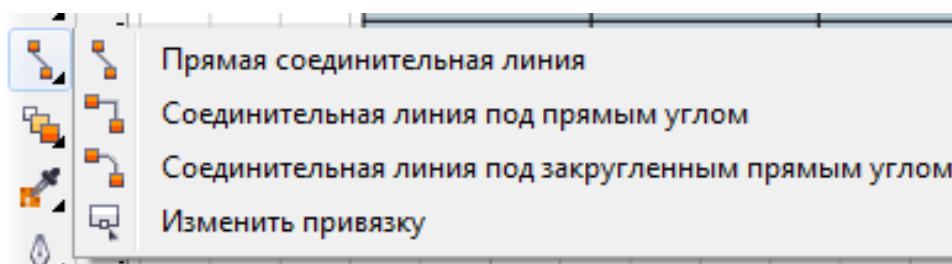 Прямая соединительная линия
Соединительная линия под прямым углом
Соединительная линия под закругленным прямым углом
Изменить привязку